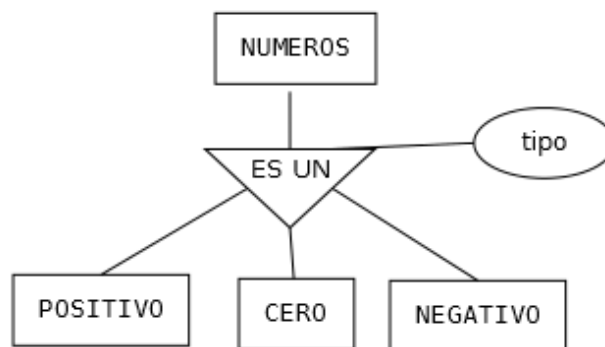 NUMEROS
ES UN
tipo
POSITIVO
CERO
NEGATIVO